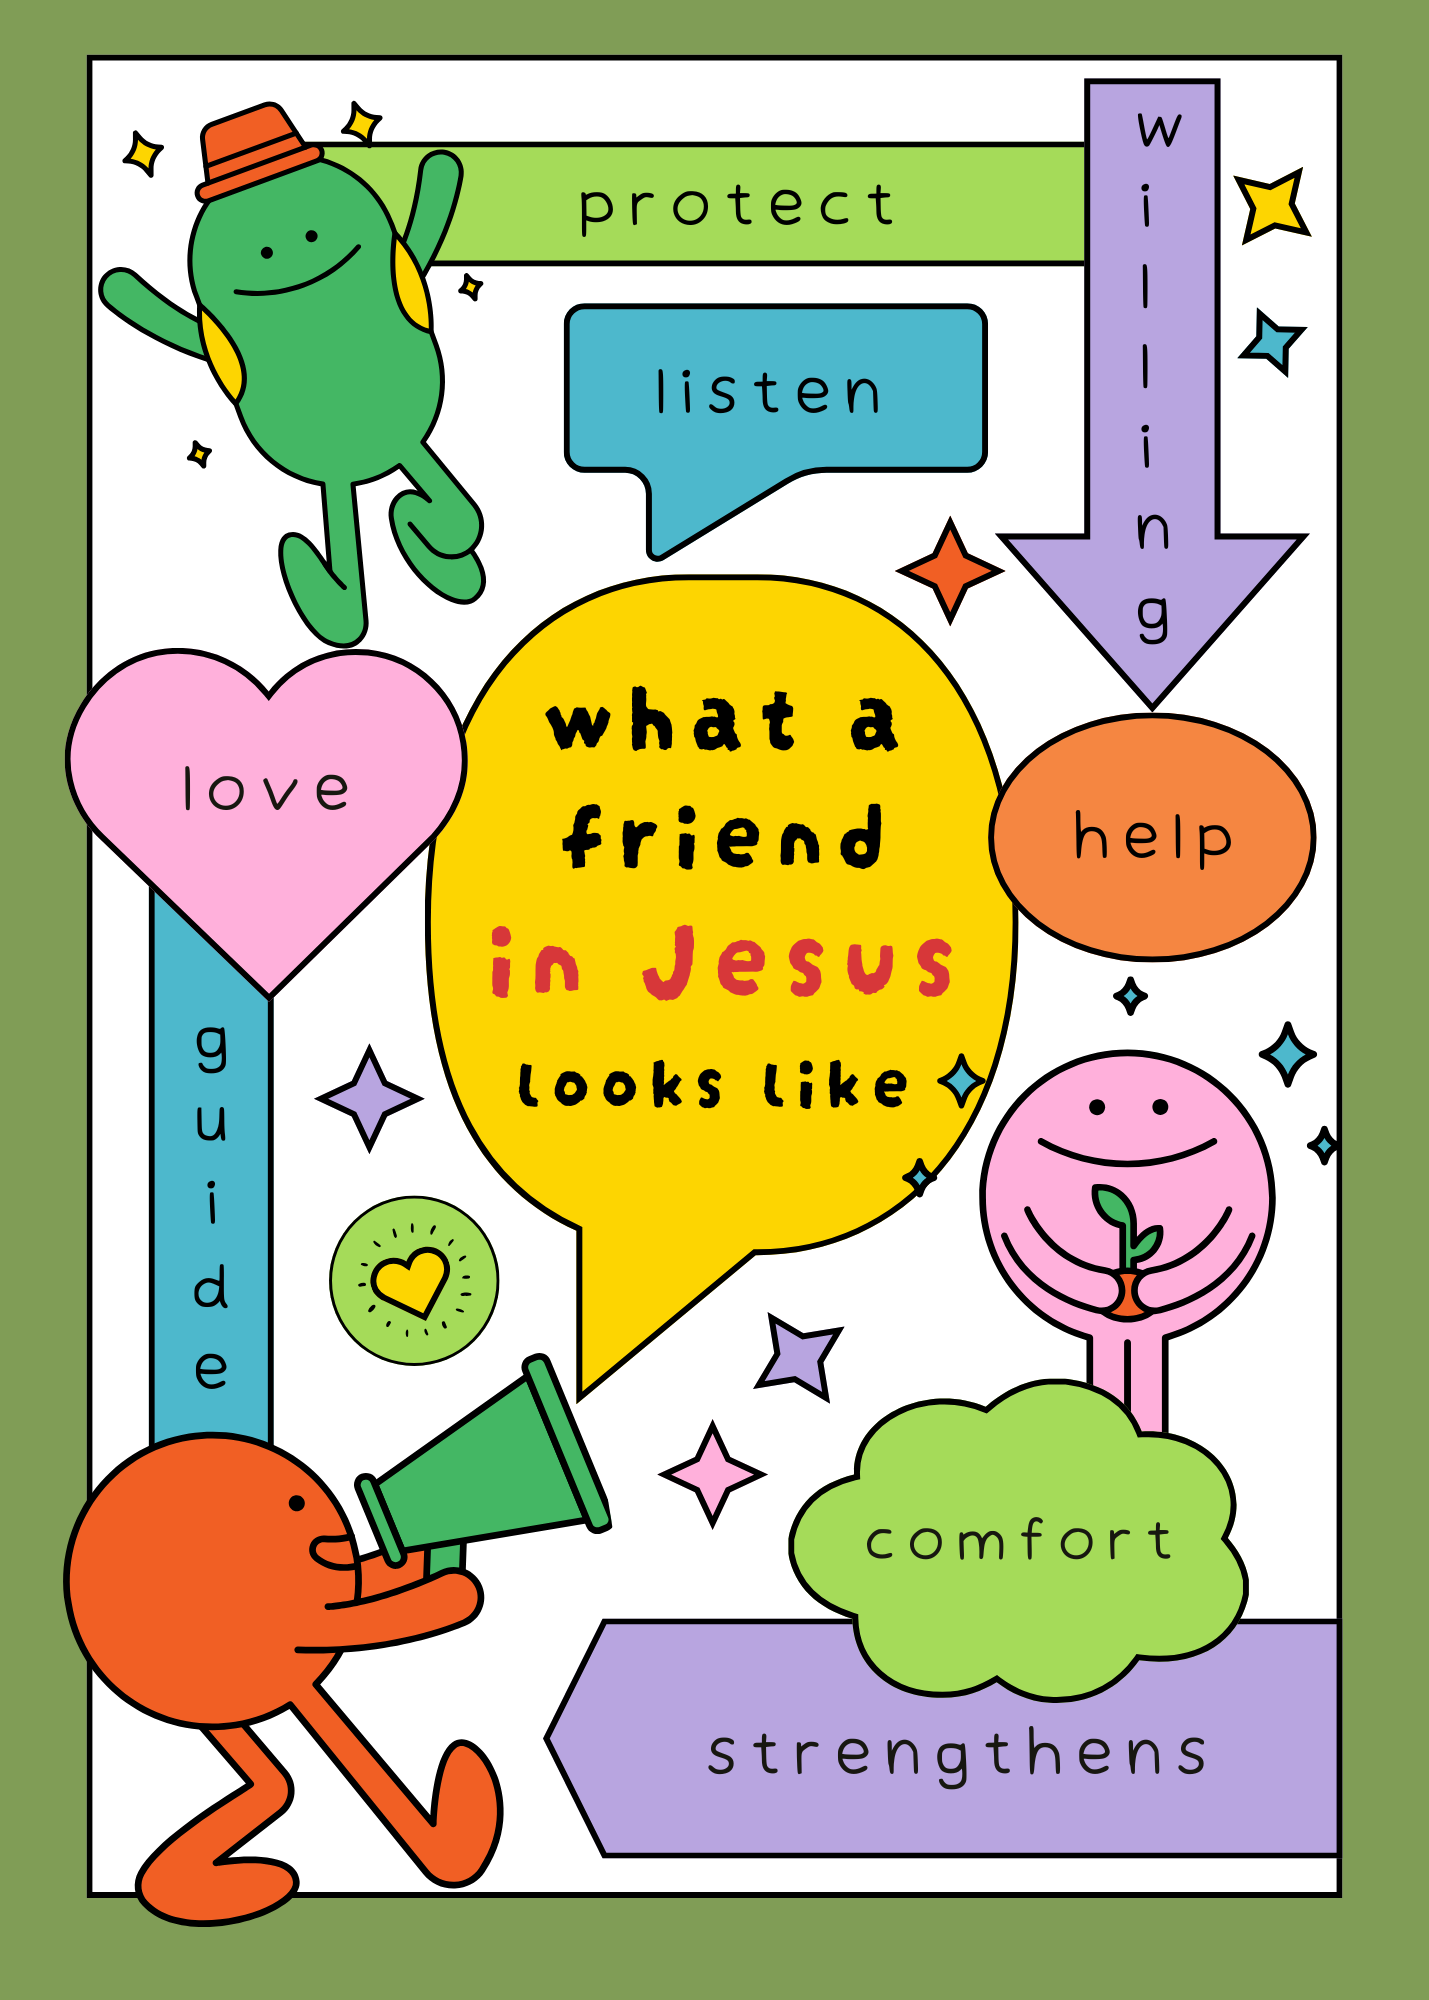 protect
willing
listen
love
what a
friend
in Jesus
looks like
help
guide
comfort
strengthens